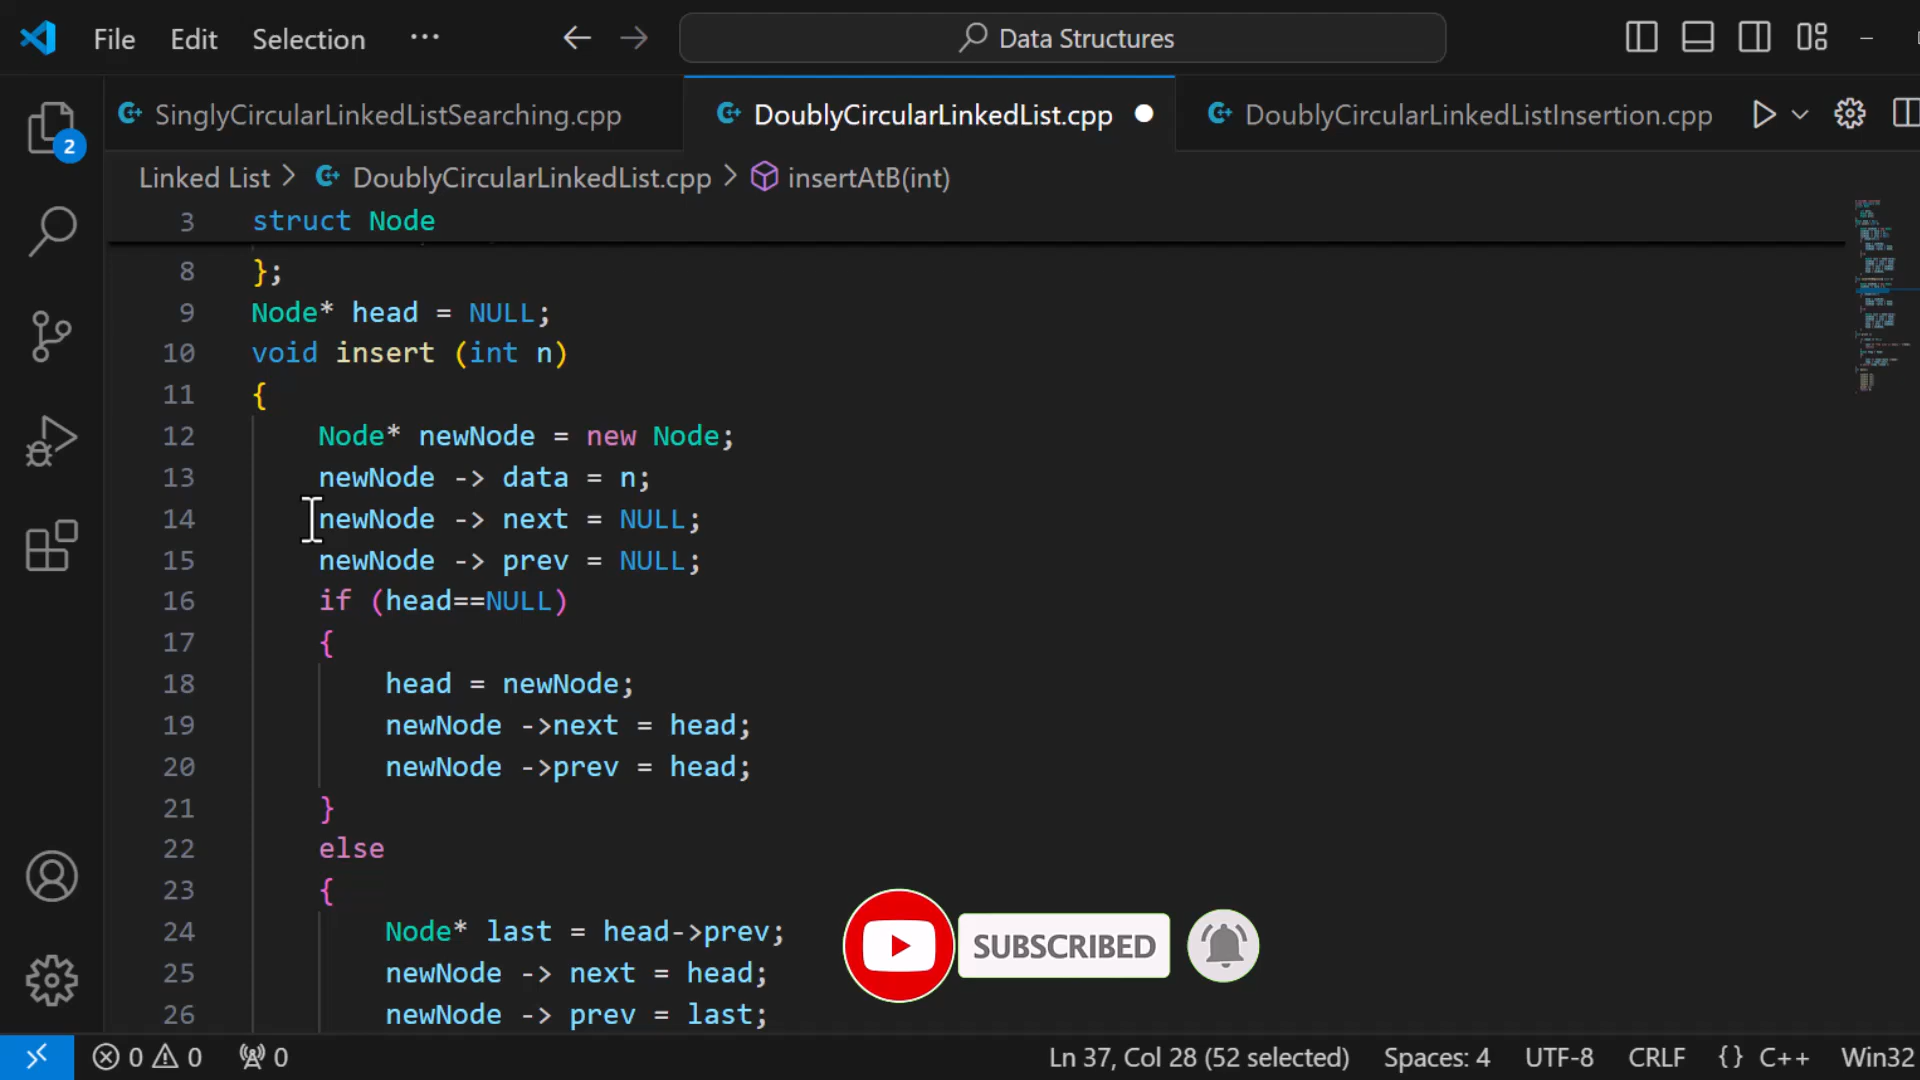 File Edit Selection ··· Data Structures
SinglyCircularLinkedListSearching.cpp DoublyCircularLinkedList.cpp DoublyCircularLinkedListInsertion.cpp
2
Linked List > DoublyCircularLinkedList.cpp > insertAtB(int)
3 struct Node
8 };
9 Node* head = NULL;
10 void insert (int n)
11 {
12 Node* newNode = new Node;
13 newNode -> data = n;
14 newNode -> next = NULL;
15 newNode -> prev = NULL;
16 if (head==NULL)
17 {
18 head = newNode;
19 newNode ->next = head;
20 newNode ->prev = head;
21 }
22 else
23 {
24 Node* last = head->prev;
25 newNode -> next = head;
26 newNode -> prev = last;
SUBSCRIBED
0 0 0 Ln 37, Col 28 (52 selected) Spaces: 4 UTF-8 CRLF {} C++ Win32